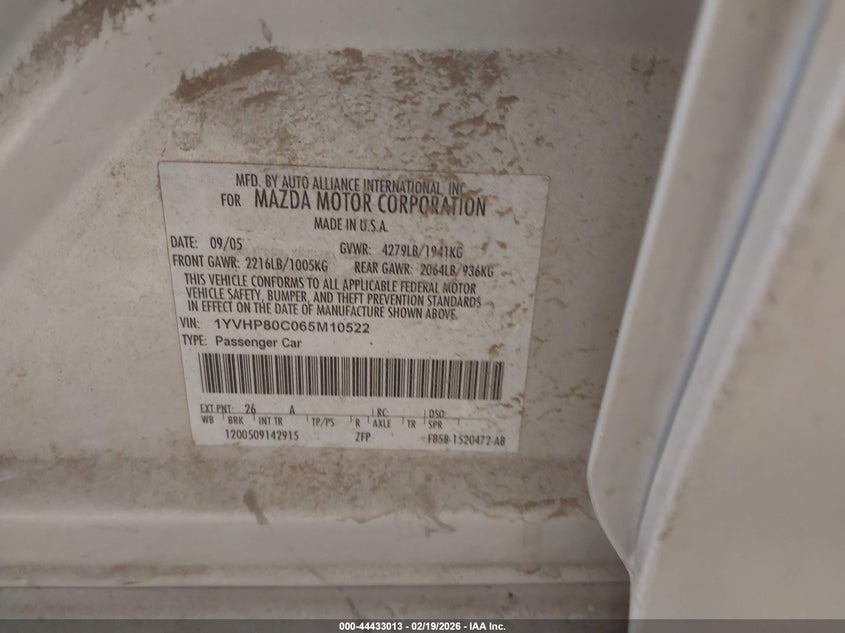 MFD. BY AUTO ALLIANCE INTERNATIONAL, INC
FOR MAZDA MOTOR CORPORATION
MADE IN U.S.A.
DATE: 09/05 GVWR: 4279LB/1941KG
FRONT GAWR: 2216LB/1005KG REAR GAWR: 2064LB/936KG
THIS VEHICLE CONFORMS TO ALL APPLICABLE FEDERAL MOTOR
VEHICLE SAFETY, BUMPER, AND THEFT PREVENTION STANDARDS
IN EFFECT ON THE DATE OF MANUFACTURE SHOWN ABOVE.
VIN: 1YVHP80C065M10522
TYPE: Passenger Car
EXT PNT: 26 A RC: DSO:
WB BRK INT TR TP/PS R AXLE TR SPR
1200509142915 ZFP F85B-1520472-AB
000-44433013 - 02/19/2026 - IAA Inc.